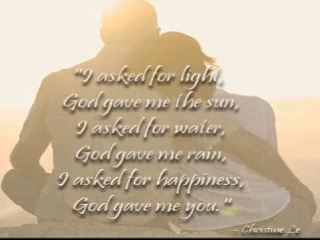 "I asked for light,
God gave me the sun,
I asked for water,
God gave me rain,
I asked for happiness,
God gave me you."
- Christine Le